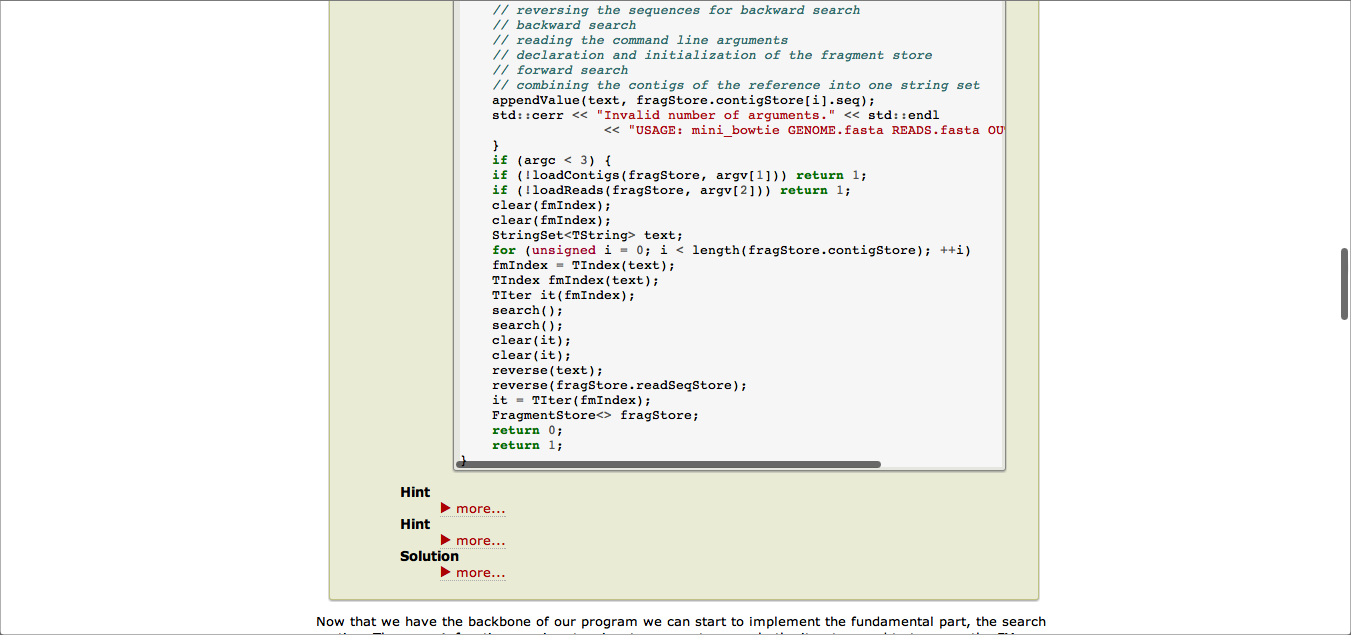 // reversing the sequences for backward search
// backward search
// reading the command line arguments
// declaration and initialization of the fragment store
// forward search
// combining the contigs of the reference into one string set
appendValue(text, fragStore.contigStore[i].seq);
std::cerr << "Invalid number of arguments." << std::endl
<< "USAGE: mini_bowtie GENOME.fasta READS.fasta OU
}
if (argc < 3) {
if (!loadContigs(fragStore, argv[1])) return 1;
if (!loadReads(fragStore, argv[2])) return 1;
clear(fmIndex);
clear(fmIndex);
StringSet<TString> text;
for (unsigned i = 0; i < length(fragStore.contigStore); ++i)
fmIndex = TIndex(text);
TIndex fmIndex(text);
TIter it(fmIndex);
search();
search();
clear(it);
clear(it);
reverse(text);
reverse(fragStore.readSeqStore);
it = TIter(fmIndex);
FragmentStore<> fragStore;
return 0;
return 1;
}
Hint
more...
Hint
more...
Solution
more...
Now that we have the backbone of our program we can start to implement the fundamental part, the search